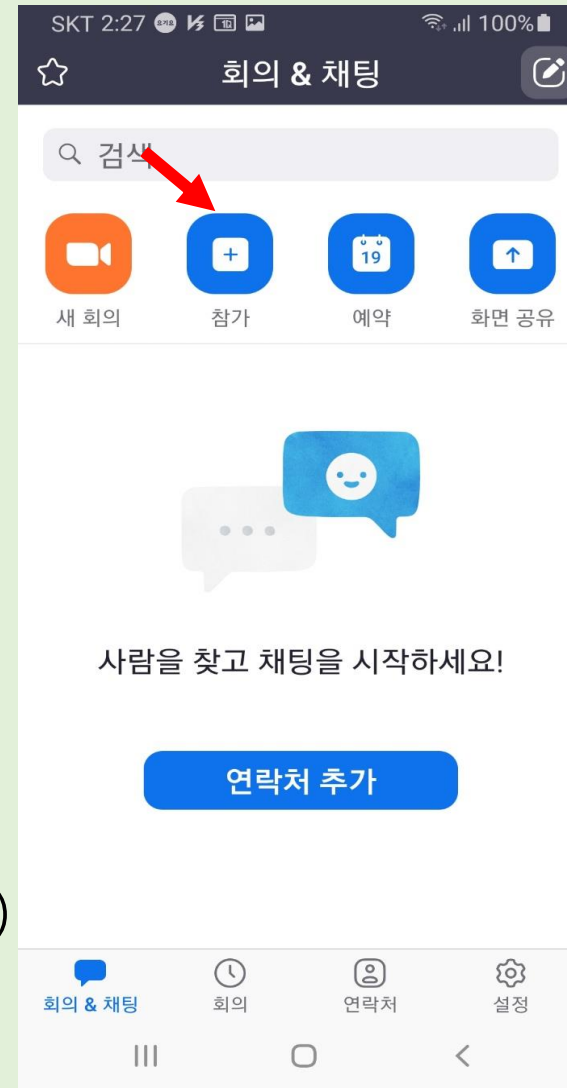 SKT 2:27 100%
회의 & 채팅
검색
19
새 회의 참가 예약 화면 공유
사람을 찾고 채팅을 시작하세요!
연락처 추가
회의 & 채팅 회의 연락처 설정